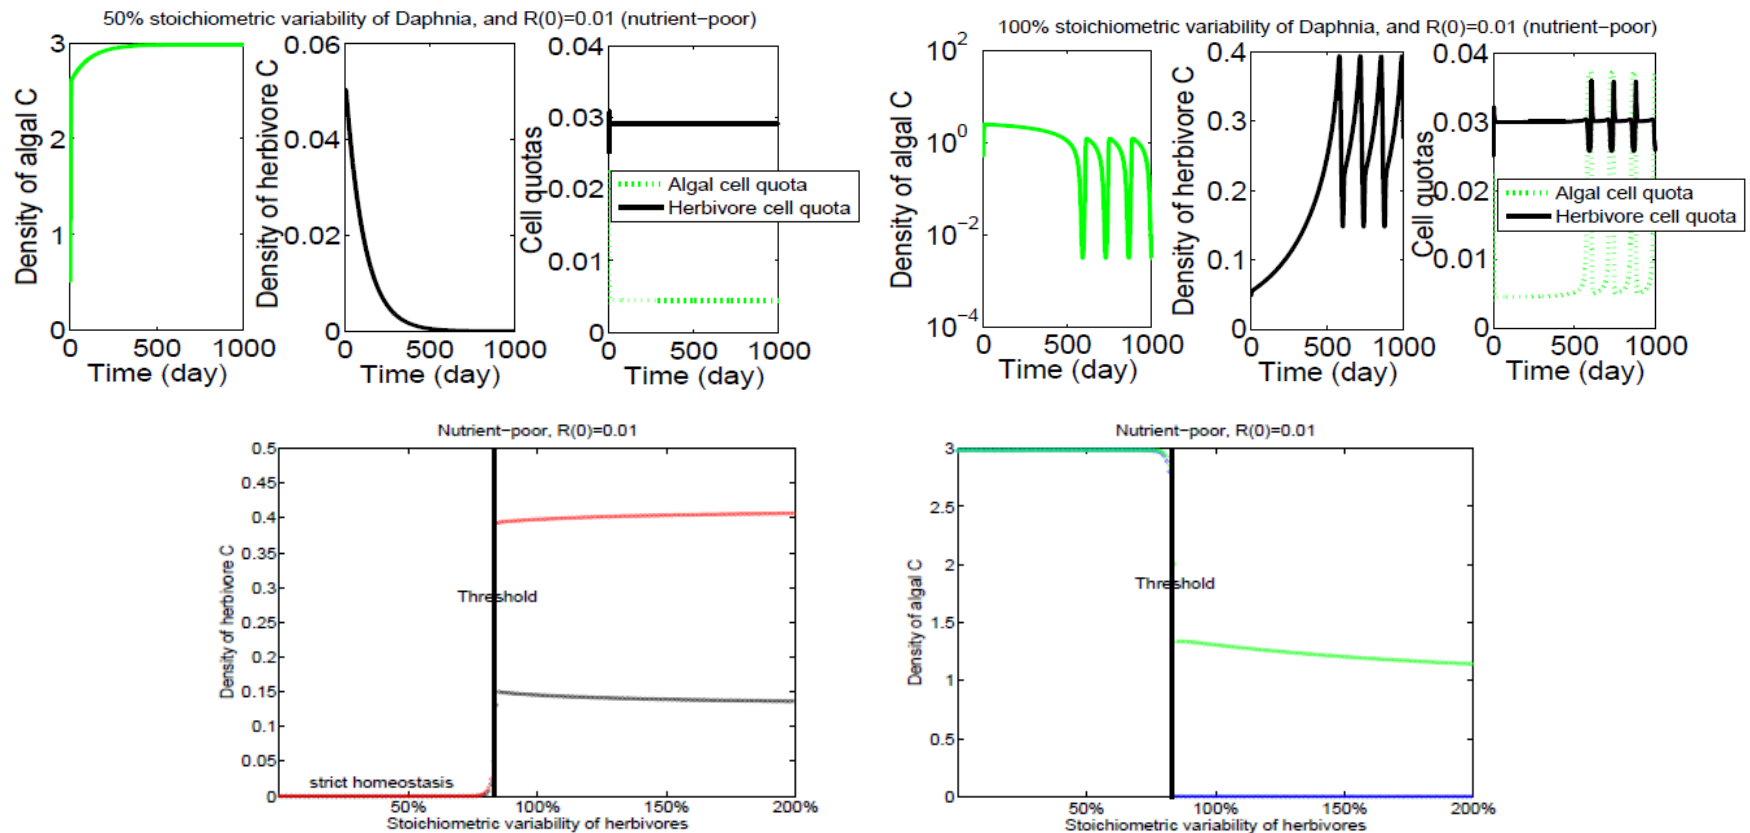 50% stoichiometric variability of Daphnia, and R(0)=0.01 (nutrient−poor)
Density of algal C
3
2
1
0
0 500 1000
Time (day)
Density of herbivore C
0.06
0.04
0.02
0
0 500 1000
Time (day)
Cell quotas
0.04
0.03
0.02
0.01
0
Algal cell quota
Herbivore cell quota
0 500 1000
Time (day)
100% stoichiometric variability of Daphnia, and R(0)=0.01 (nutrient−poor)
Density of algal C
10^2
10^0
10^−2
10^−4
0 500 1000
Time (day)
Density of herbivore C
0.4
0.3
0.2
0.1
0
0 500 1000
Time (day)
Cell quotas
0.04
0.03
0.02
0.01
0
Algal cell quota
Herbivore cell quota
0 500 1000
Time (day)
Nutrient−poor, R(0)=0.01
Density of herbivore C
0.5
0.45
0.4
0.35
0.3
0.25
0.2
0.15
0.1
0.05
0
Threshold
strict homeostasis
50% 100% 150% 200%
Stoichiometric variability of herbivores
Nutrient−poor, R(0)=0.01
Density of algal C
3
2.5
2
1.5
1
0.5
0
Threshold
50% 100% 150% 200%
Stoichiometric variability of herbivores